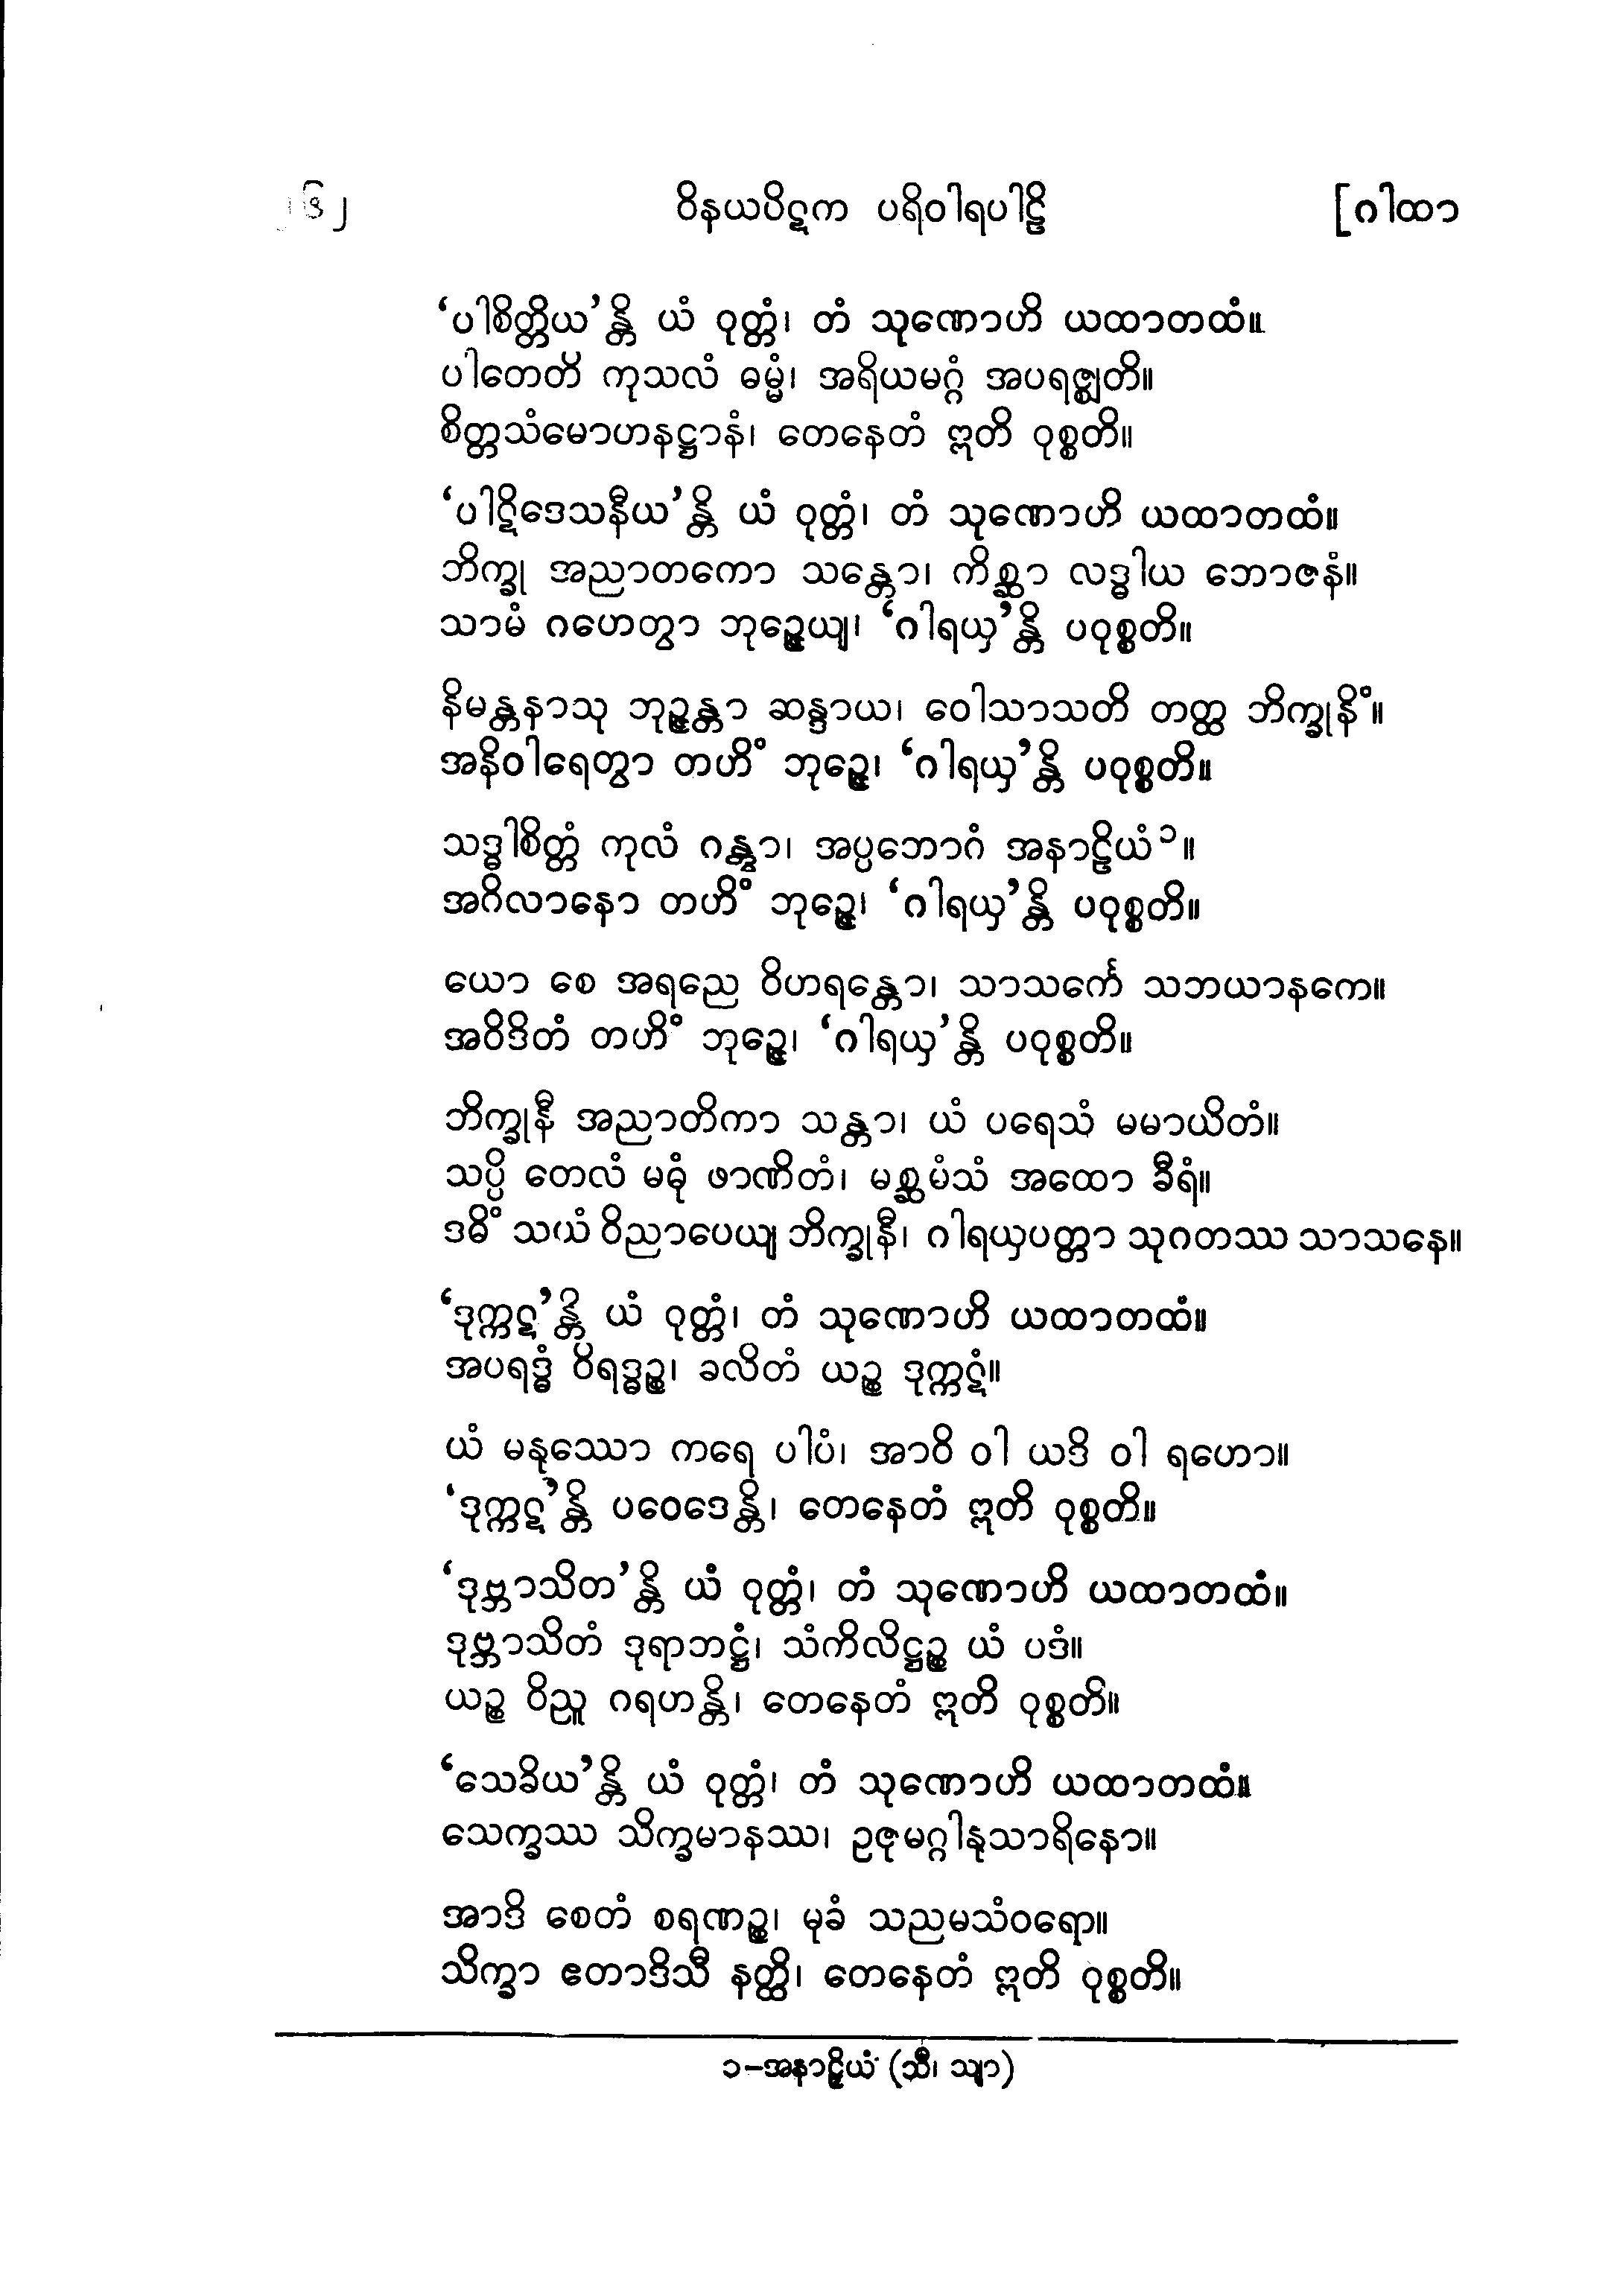 ဝိနယပိဋက ပရိဝါရပါဠိ [ဂါထာ
‘ပါစိတ္တိယ’န္တိ ယံ ဝုတ္တံ၊ တံ သုဏောဟိ ယထာတထံ။
ပါတေတိ ကုသလံ ဓမ္မံ၊ အရိယမဂ္ဂံ အပရဇ္ဈတိ။
စိတ္တသံမောဟနဋ္ဌာနံ၊ တေနေတံ ဣတိ ဝုစ္စတိ။
‘ပါဋိဒေသနီယ’န္တိ ယံ ဝုတ္တံ၊ တံ သုဏောဟိ ယထာတထံ။
ဘိက္ခု အညာတကော သန္တော၊ ကိစ္ဆာ လဒ္ဓါယ ဘောဇနံ။
သာမံ ဂဟေတွာ ဘုဉ္ဇေယျ၊ ‘ဂါရယှ’န္တိ ပဝုစ္စတိ။
နိမန္တနာသု ဘုဉ္ဇန္တာ ဆန္ဒာယ၊ ဝေါသာသတိ တတ္ထ ဘိက္ခုနိံ။
အနိဝါရေတွာ တဟိံ ဘုဉ္ဇေ၊ ‘ဂါရယှ’န္တိ ပဝုစ္စတိ။
သဒ္ဓါစိတ္တံ ကုလံ ဂန္တွာ၊ အပ္ပဘောဂံ အနာဠိယံ၁။
အဂိလာနော တဟိံ ဘုဉ္ဇေ၊ ‘ဂါရယှ’န္တိ ပဝုစ္စတိ။
ယော စေ အရညေ ဝိဟရန္တော၊ သာသင်္ကေ သဘယာနကေ။
အဝိဒိတံ တဟိံ ဘုဉ္ဇေ၊ ‘ဂါရယှ’န္တိ ပဝုစ္စတိ။
ဘိက္ခုနီ အညာတိကာ သန္တာ၊ ယံ ပရေသံ မမာယိတံ။
သပ္ပိ တေလံ မဓုံ ဖာဏိတံ၊ မစ္ဆမံသံ အထော ခီရံ။
ဒဓိံ သယံ ဝိညာပေယျ ဘိက္ခုနီ၊ ဂါရယှပတ္တာ သုဂတဿ သာသနေ။
‘ဒုက္ကဋ’န္တိ ယံ ဝုတ္တံ၊ တံ သုဏောဟိ ယထာတထံ။
အပရဒ္ဓံ ဝိရဒ္ဓဉ္စ၊ ခလိတံ ယဉ္စ ဒုက္ကဋံ။
ယံ မနုဿော ကရေ ပါပံ၊ အာဝိ ဝါ ယဒိ ဝါ ရဟော။
‘ဒုက္ကဋ’န္တိ ပဝေဒေန္တိ၊ တေနေတံ ဣတိ ဝုစ္စတိ။
‘ဒုဗ္ဘာသိတ’န္တိ ယံ ဝုတ္တံ၊ တံ သုဏောဟိ ယထာတထံ။
ဒုဗ္ဘာသိတံ ဒုရာဘဋ္ဌံ၊ သံကိလိဋ္ဌဉ္စ ယံ ပဒံ။
ယဉ္စ ဝိညူ ဂရဟန္တိ၊ တေနေတံ ဣတိ ဝုစ္စတိ။
‘သေခိယ’န္တိ ယံ ဝုတ္တံ၊ တံ သုဏောဟိ ယထာတထံ။
သေက္ခဿ သိက္ခမာနဿ၊ ဥဇုမဂ္ဂါနုသာရိနော။
အာဒိ စေတံ စရဏဉ္စ၊ မုခံ သညမသံဝရော။
သိက္ခာ ဧတာဒိသီ နတ္ထိ၊ တေနေတံ ဣတိ ဝုစ္စတိ။
၁-အနာဠှိယံ (သီ၊ သျာ)